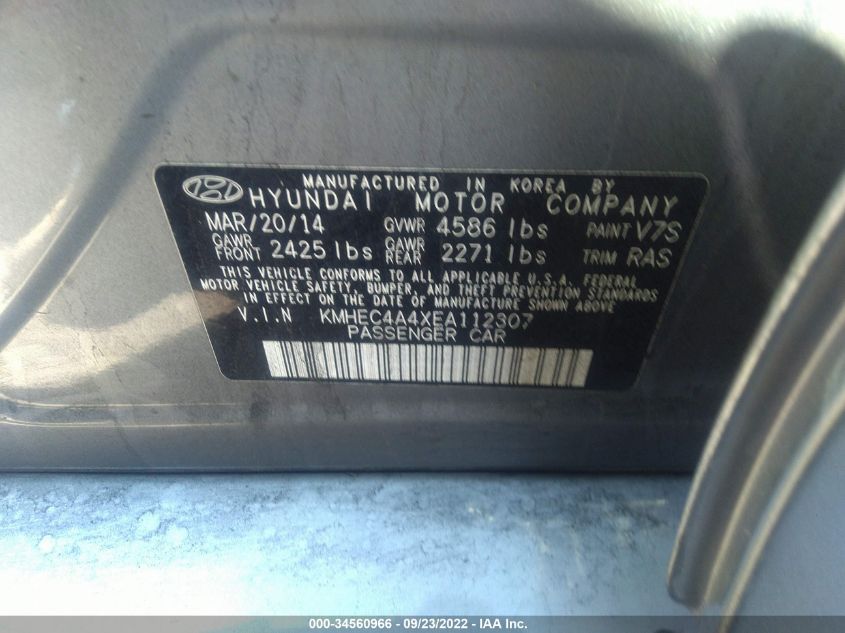 MANUFACTURED IN KOREA BY
HYUNDAI MOTOR COMPANY
MAR/20/14 GVWR 4586 lbs PAINT V7S
GAWR FRONT 2425 lbs GAWR REAR 2271 lbs TRIM RAS
THIS VEHICLE CONFORMS TO ALL APPLICABLE U.S.A. FEDERAL
MOTOR VEHICLE SAFETY, BUMPER, AND THEFT PREVENTION STANDARDS
IN EFFECT ON THE DATE OF MANUFACTURE SHOWN ABOVE
V.I.N KMHEC4A4XEA112307
PASSENGER CAR
000-34560966 - 09/23/2022 - IAA Inc.